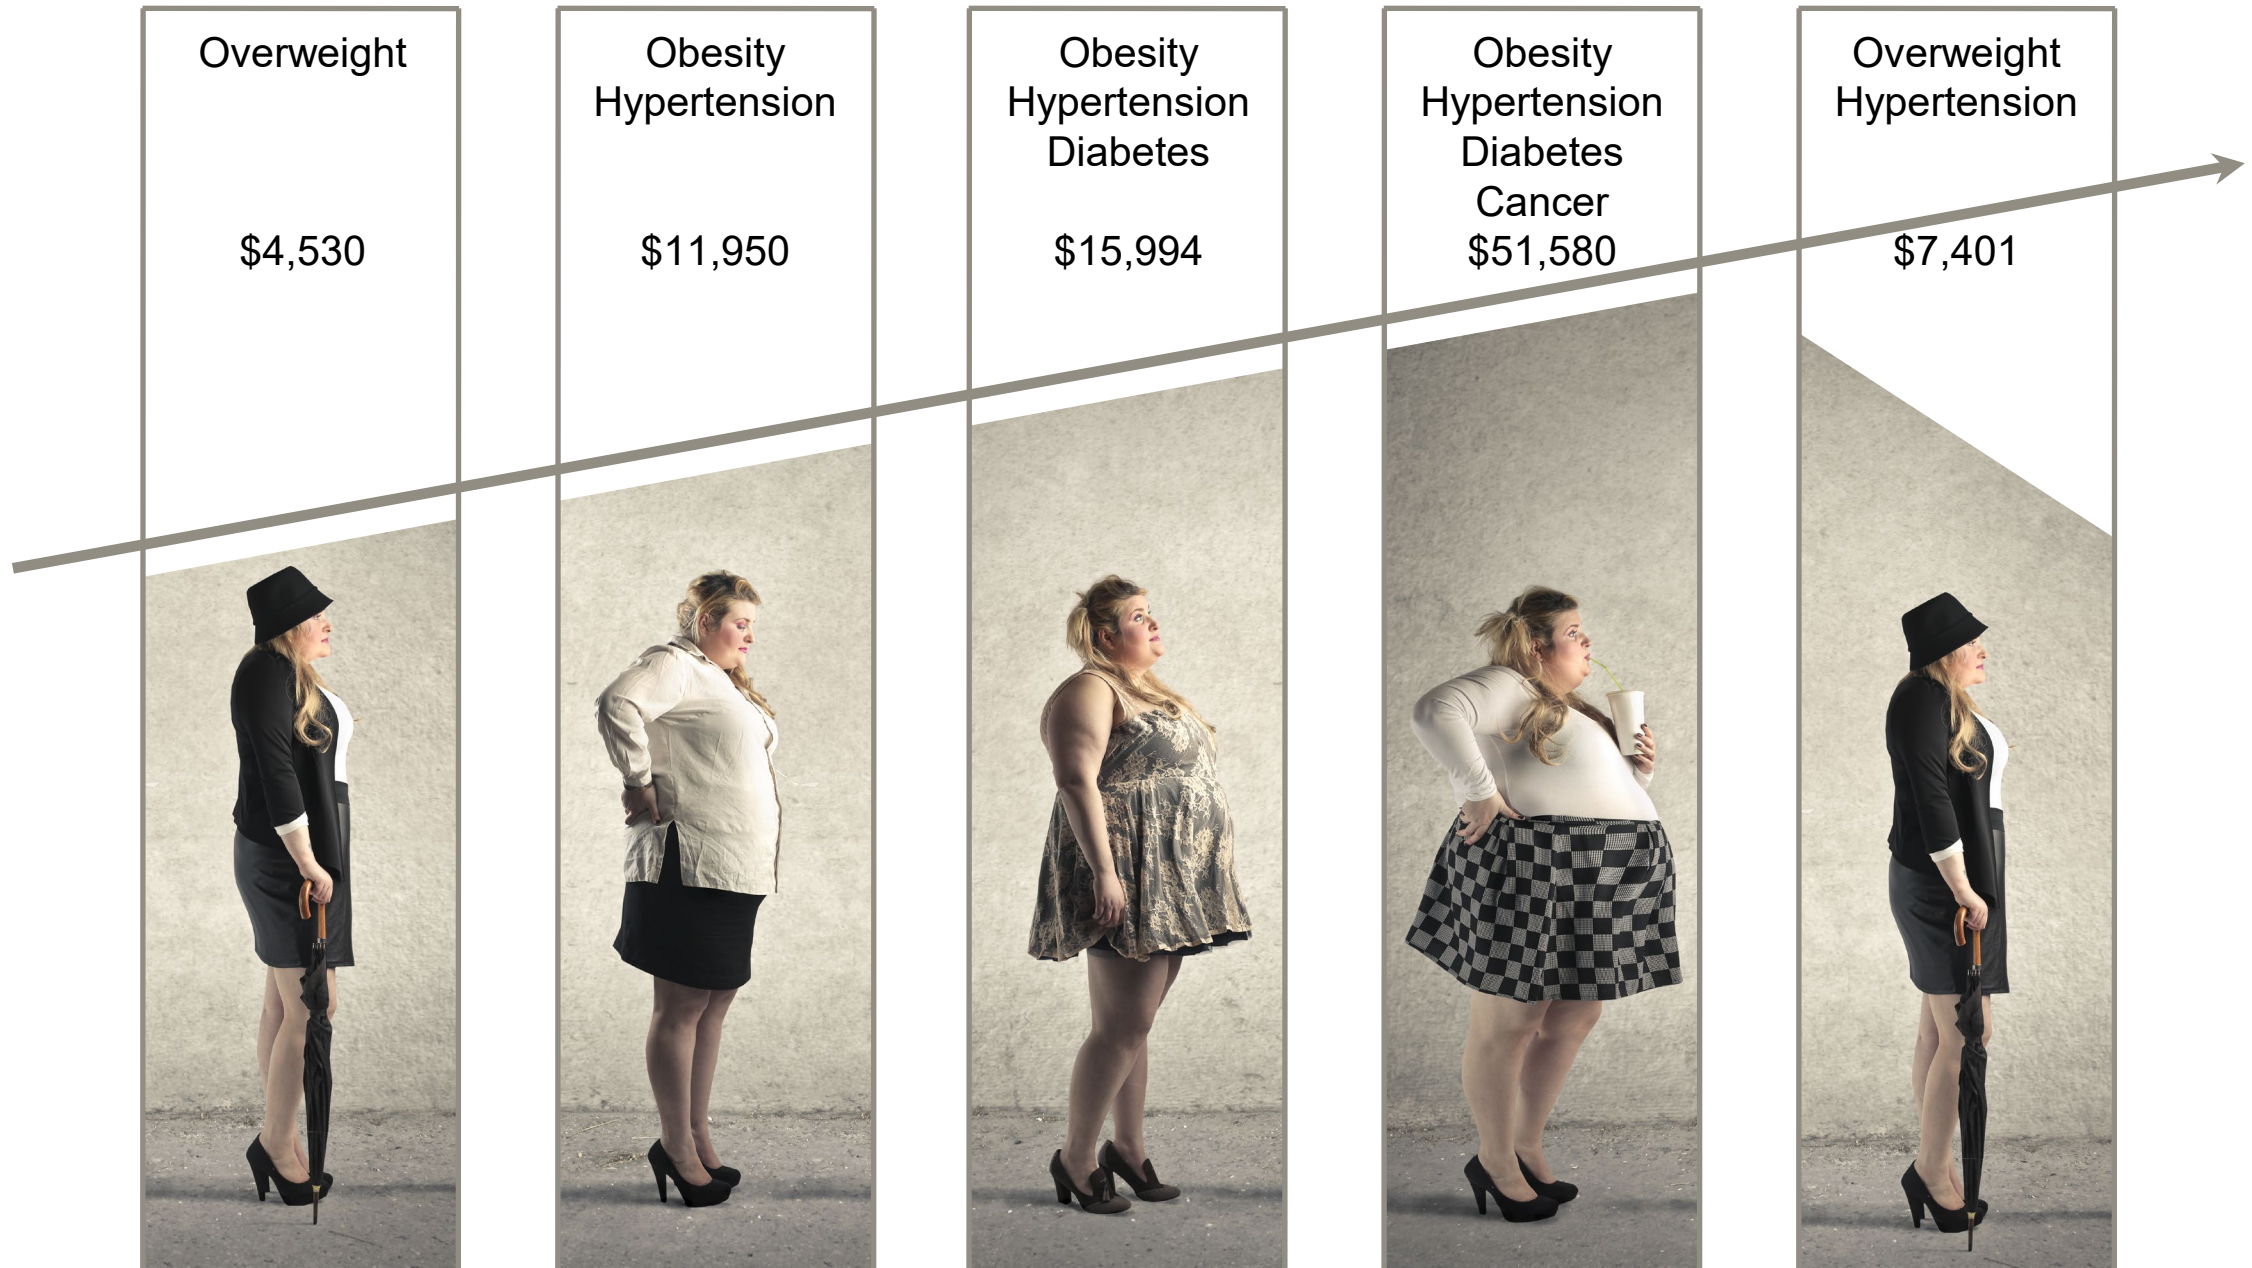 Overweight
$4,530
Obesity
Hypertension
$11,950
Obesity
Hypertension
Diabetes
$15,994
Obesity
Hypertension
Diabetes
Cancer
$51,580
Overweight
Hypertension
$7,401